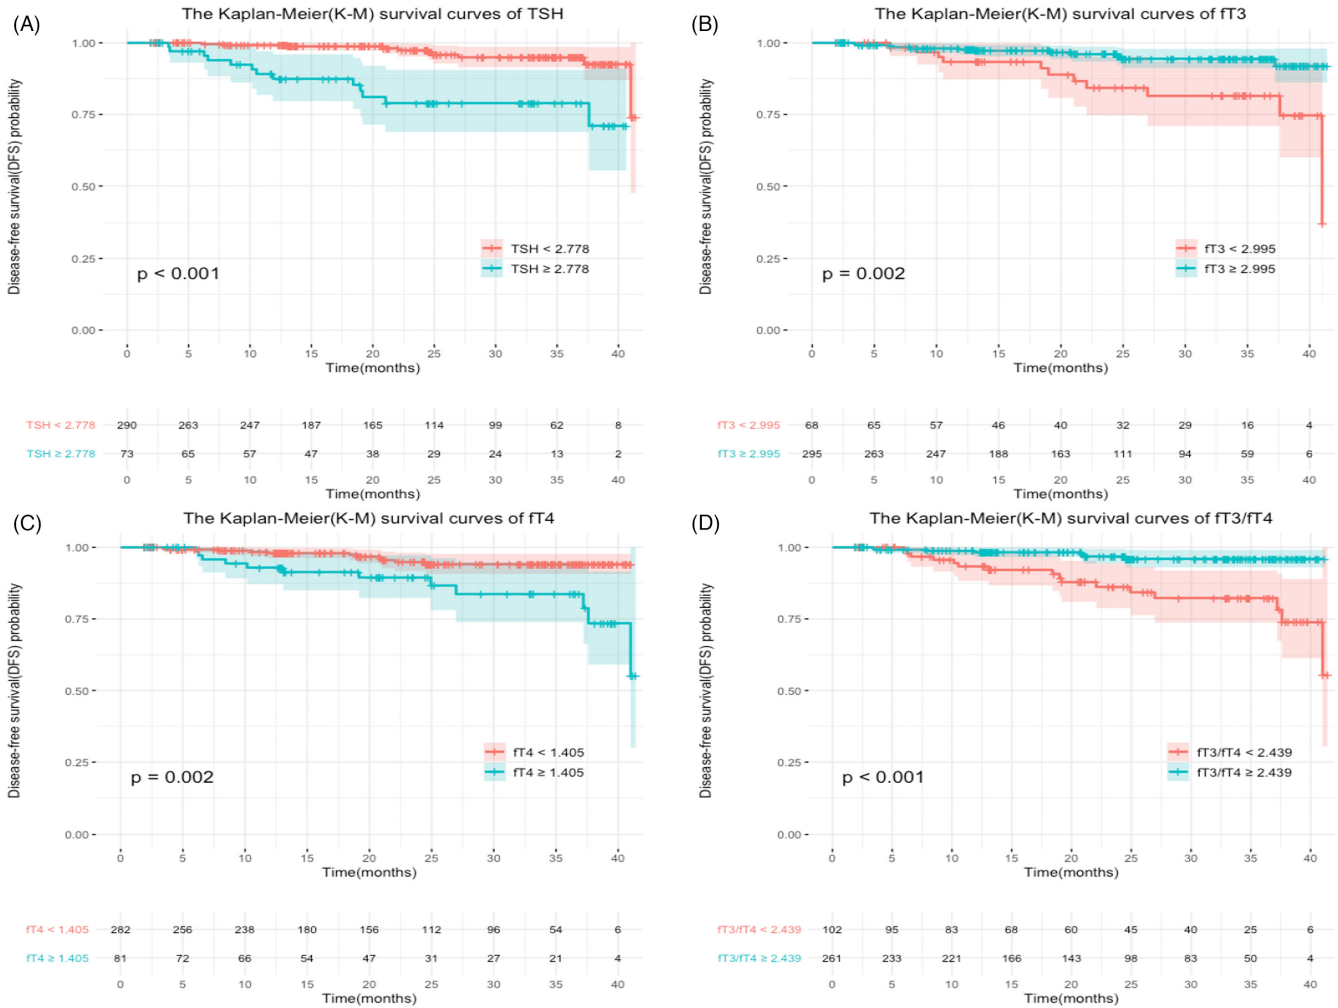 (A)
The Kaplan-Meier(K-M) survival curves of TSH
Disease-free survival(DFS) probability
1.00
0.75
0.50
0.25
0.00
TSH < 2.778
TSH ≥ 2.778
p < 0.001
0 5 10 15 20 25 30 35 40
Time(months)
TSH < 2.778 290 263 247 187 165 114 99 62 8
TSH ≥ 2.778 73 65 57 47 38 29 24 13 2
0 5 10 15 20 25 30 35 40
Time(months)
(B)
The Kaplan-Meier(K-M) survival curves of fT3
Disease-free survival(DFS) probability
1.00
0.75
0.50
0.25
0.00
fT3 < 2.995
fT3 ≥ 2.995
p = 0.002
0 5 10 15 20 25 30 35 40
Time(months)
fT3 < 2.995 68 65 57 46 40 32 29 16 4
fT3 ≥ 2.995 295 263 247 188 163 111 94 59 6
0 5 10 15 20 25 30 35 40
Time(months)
(C)
The Kaplan-Meier(K-M) survival curves of fT4
Disease-free survival(DFS) probability
1.00
0.75
0.50
0.25
0.00
fT4 < 1.405
fT4 ≥ 1.405
p = 0.002
0 5 10 15 20 25 30 35 40
Time(months)
fT4 < 1.405 282 256 238 180 156 112 96 54 6
fT4 ≥ 1.405 81 72 66 54 47 31 27 21 4
0 5 10 15 20 25 30 35 40
Time(months)
(D)
The Kaplan-Meier(K-M) survival curves of fT3/fT4
Disease-free survival(DFS) probability
1.00
0.75
0.50
0.25
0.00
fT3/fT4 < 2.439
fT3/fT4 ≥ 2.439
p < 0.001
0 5 10 15 20 25 30 35 40
Time(months)
fT3/fT4 < 2.439 102 95 83 68 60 45 40 25 6
fT3/fT4 ≥ 2.439 261 233 221 166 143 98 83 50 4
0 5 10 15 20 25 30 35 40
Time(months)